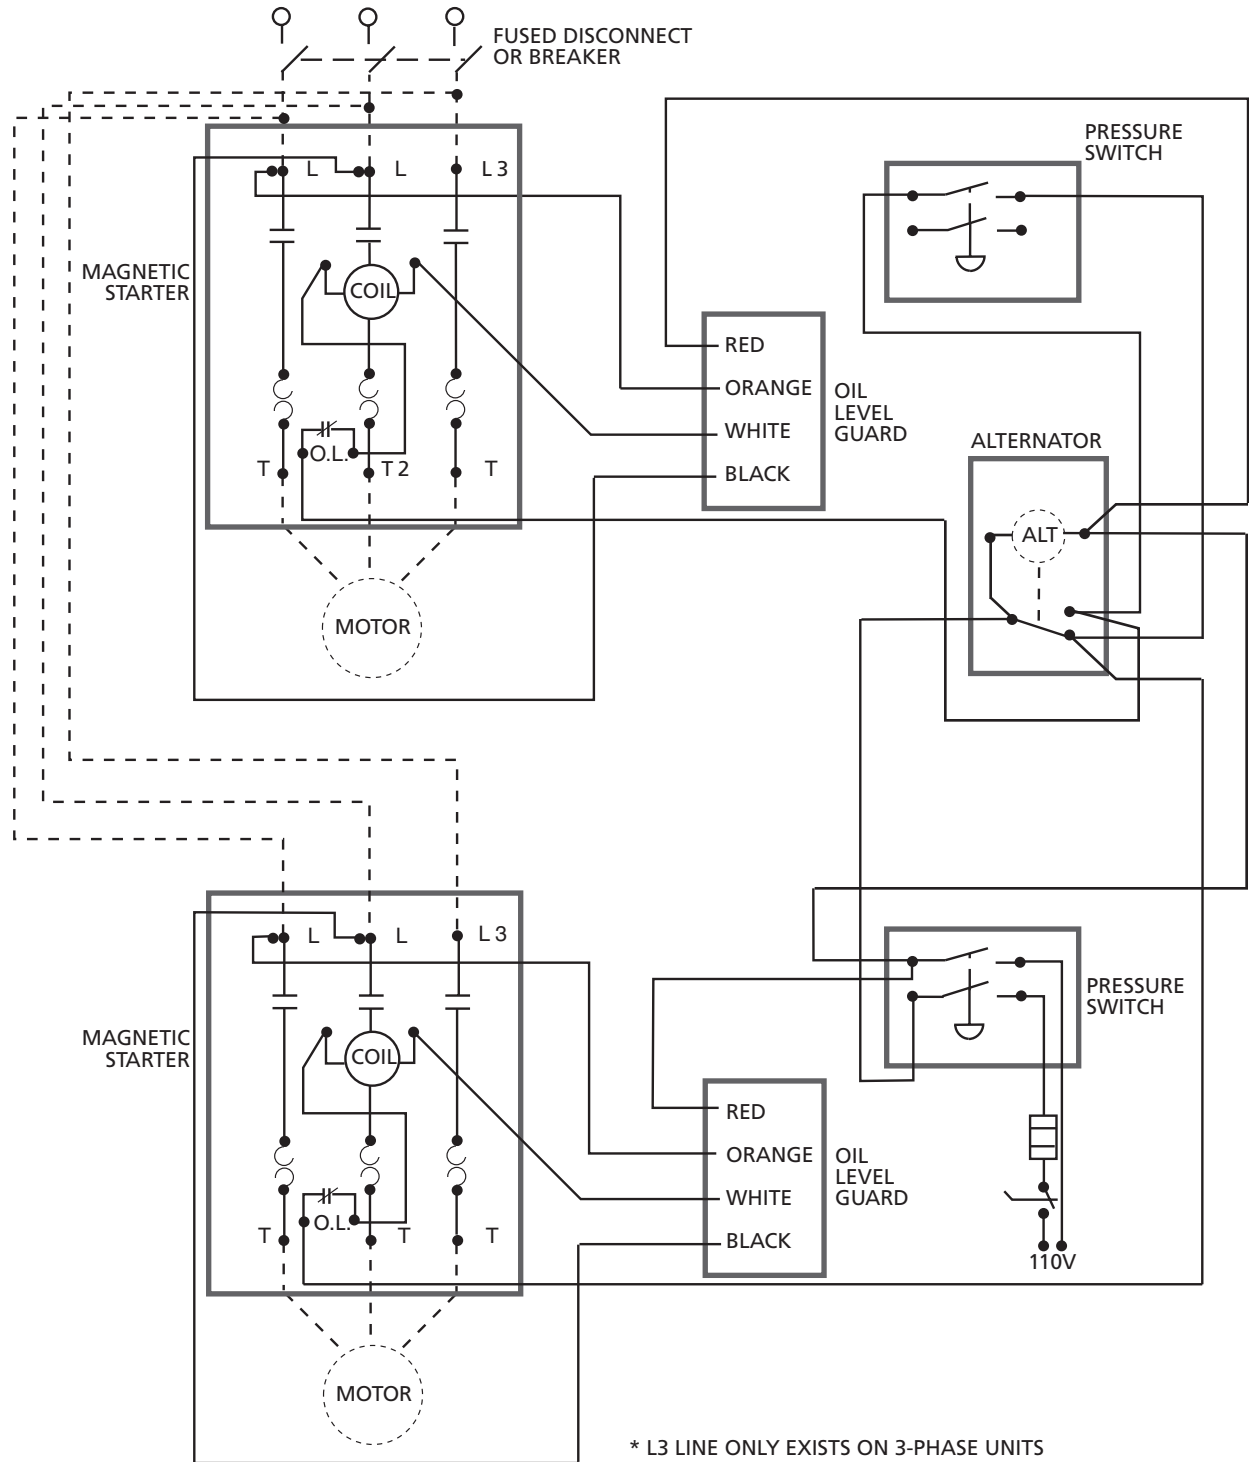 FUSED DISCONNECT
OR BREAKER
PRESSURE
SWITCH
L
L
L 3
MAGNETIC
STARTER
COIL
RED
ORANGE
WHITE
BLACK
OIL
LEVEL
GUARD
ALTERNATOR
O.L.
T
T 2
T
ALT
MOTOR
L
L
L 3
MAGNETIC
STARTER
COIL
PRESSURE
SWITCH
RED
ORANGE
WHITE
BLACK
OIL
LEVEL
GUARD
O.L.
T
T
T
110V
MOTOR
* L3 LINE ONLY EXISTS ON 3-PHASE UNITS